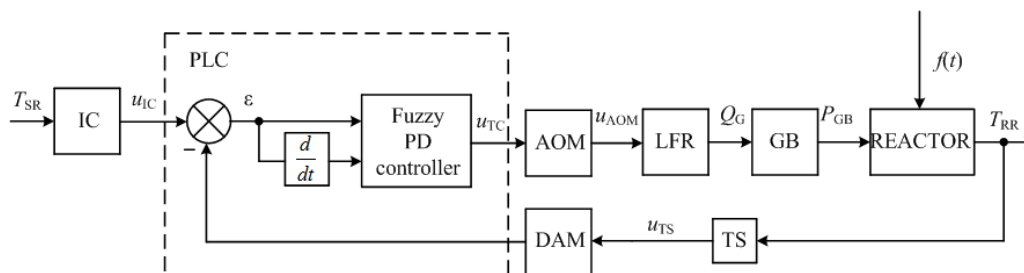 PLC
f(t)
T_SR
IC
u_IC
−
ε
d
dt
Fuzzy
PD
controller
u_TC
AOM
u_AOM
LFR
Q_G
GB
P_GB
REACTOR
T_RR
DAM
u_TS
TS